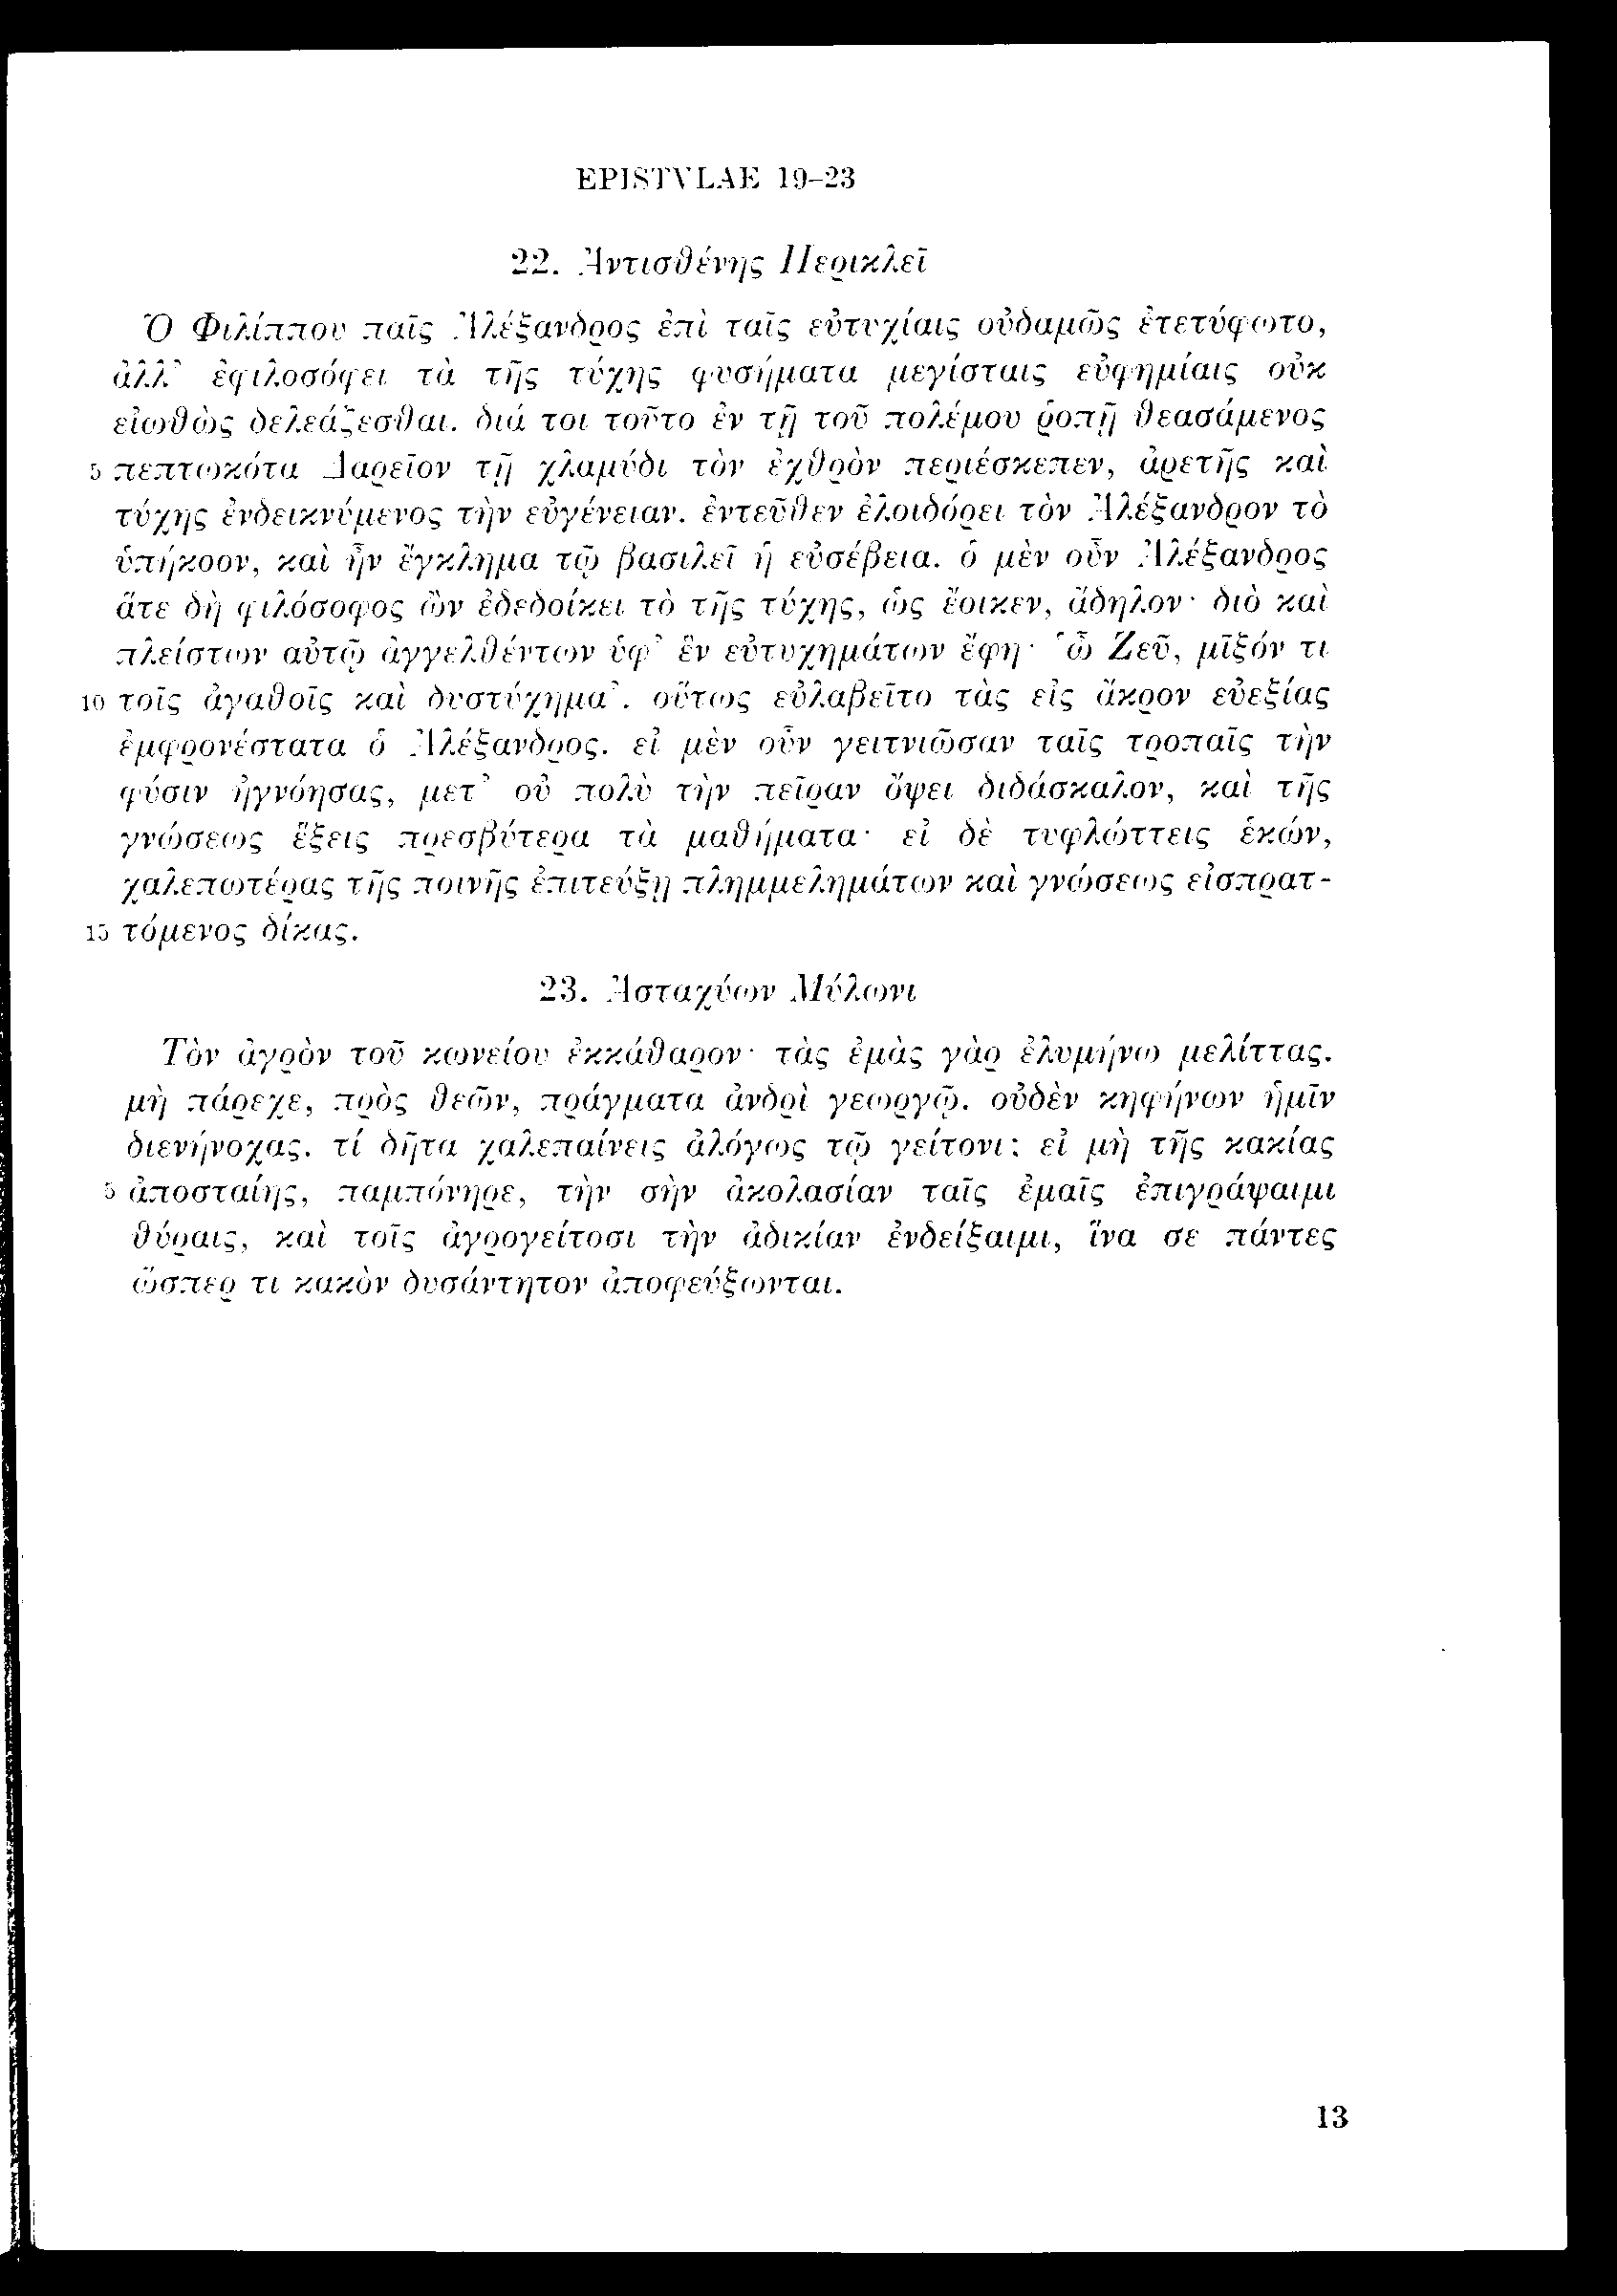 EPISTVLAE 19–23
22. Ἀντισθένης Περικλεῖ
Ὁ Φιλίππου παῖς Ἀλέξανδρος ἐπὶ ταῖς εὐτυχίαις οὐδαμῶς ἐτετύφωτο,
ἀλλ᾽ ἐφιλοσόφει τὰ τῆς τύχης φυσήματα μεγίσταις εὐφημίαις οὐκ
εἰωθὼς δελεάζεσθαι. διά τοι τοῦτο ἐν τῇ τοῦ πολέμου ῥοπῇ θεασάμενος
5 πεπτωκότα Δαρεῖον τῇ χλαμύδι τὸν ἐχθρὸν περιέσκεπεν, ἀρετῆς καὶ
τύχης ἐνδεικνύμενος τὴν εὐγένειαν. ἐντεῦθεν ἐλοιδόρει τὸν Ἀλέξανδρον τὸ
ὑπήκοον, καὶ ἦν ἔγκλημα τῷ βασιλεῖ ἡ εὐσέβεια. ὁ μὲν οὖν Ἀλέξανδρος
ἅτε δὴ φιλόσοφος ὢν ἐδεδοίκει τὸ τῆς τύχης, ὡς ἔοικεν, ἄδηλον· διὸ καὶ
πλείστων αὐτῷ ἀγγελθέντων ὑφ᾽ ἓν εὐτυχημάτων ἔφη· ῾ὦ Ζεῦ, μῖξόν τι
10 τοῖς ἀγαθοῖς καὶ δυστύχημα᾽. οὕτως εὐλαβεῖτο τὰς εἰς ἄκρον εὐεξίας
ἐμφρονέστατα ὁ Ἀλέξανδρος. εἰ μὲν οὖν γειτνιῶσαν ταῖς τροπαῖς τὴν
φύσιν ἠγνόησας, μετ᾽ οὐ πολὺ τὴν πεῖραν ὄψει διδάσκαλον, καὶ τῆς
γνώσεως ἕξεις πρεσβύτερα τὰ μαθήματα· εἰ δὲ τυφλώττεις ἑκών,
χαλεπωτέρας τῆς ποινῆς ἐπιτεύξῃ πλημμελημάτων καὶ γνώσεως εἰσπρατ-
15 τόμενος δίκας.
23. Ἀσταχύων Μύλωνι
Τὸν ἀγρὸν τοῦ κωνείου ἐκκάθαρον· τὰς ἐμὰς γὰρ ἐλυμήνω μελίττας.
μὴ πάρεχε, πρὸς θεῶν, πράγματα ἀνδρὶ γεωργῷ. οὐδὲν κηφήνων ἡμῖν
διενήνοχας. τί δῆτα χαλεπαίνεις ἀλόγως τῷ γείτονι; εἰ μὴ τῆς κακίας
5 ἀποσταίης, παμπόνηρε, τὴν σὴν ἀκολασίαν ταῖς ἐμαῖς ἐπιγράψαιμι
θύραις, καὶ τοῖς ἀγρογείτοσι τὴν ἀδικίαν ἐνδείξαιμι, ἵνα σε πάντες
ὥσπερ τι κακὸν δυσάντητον ἀποφεύξωνται.
13